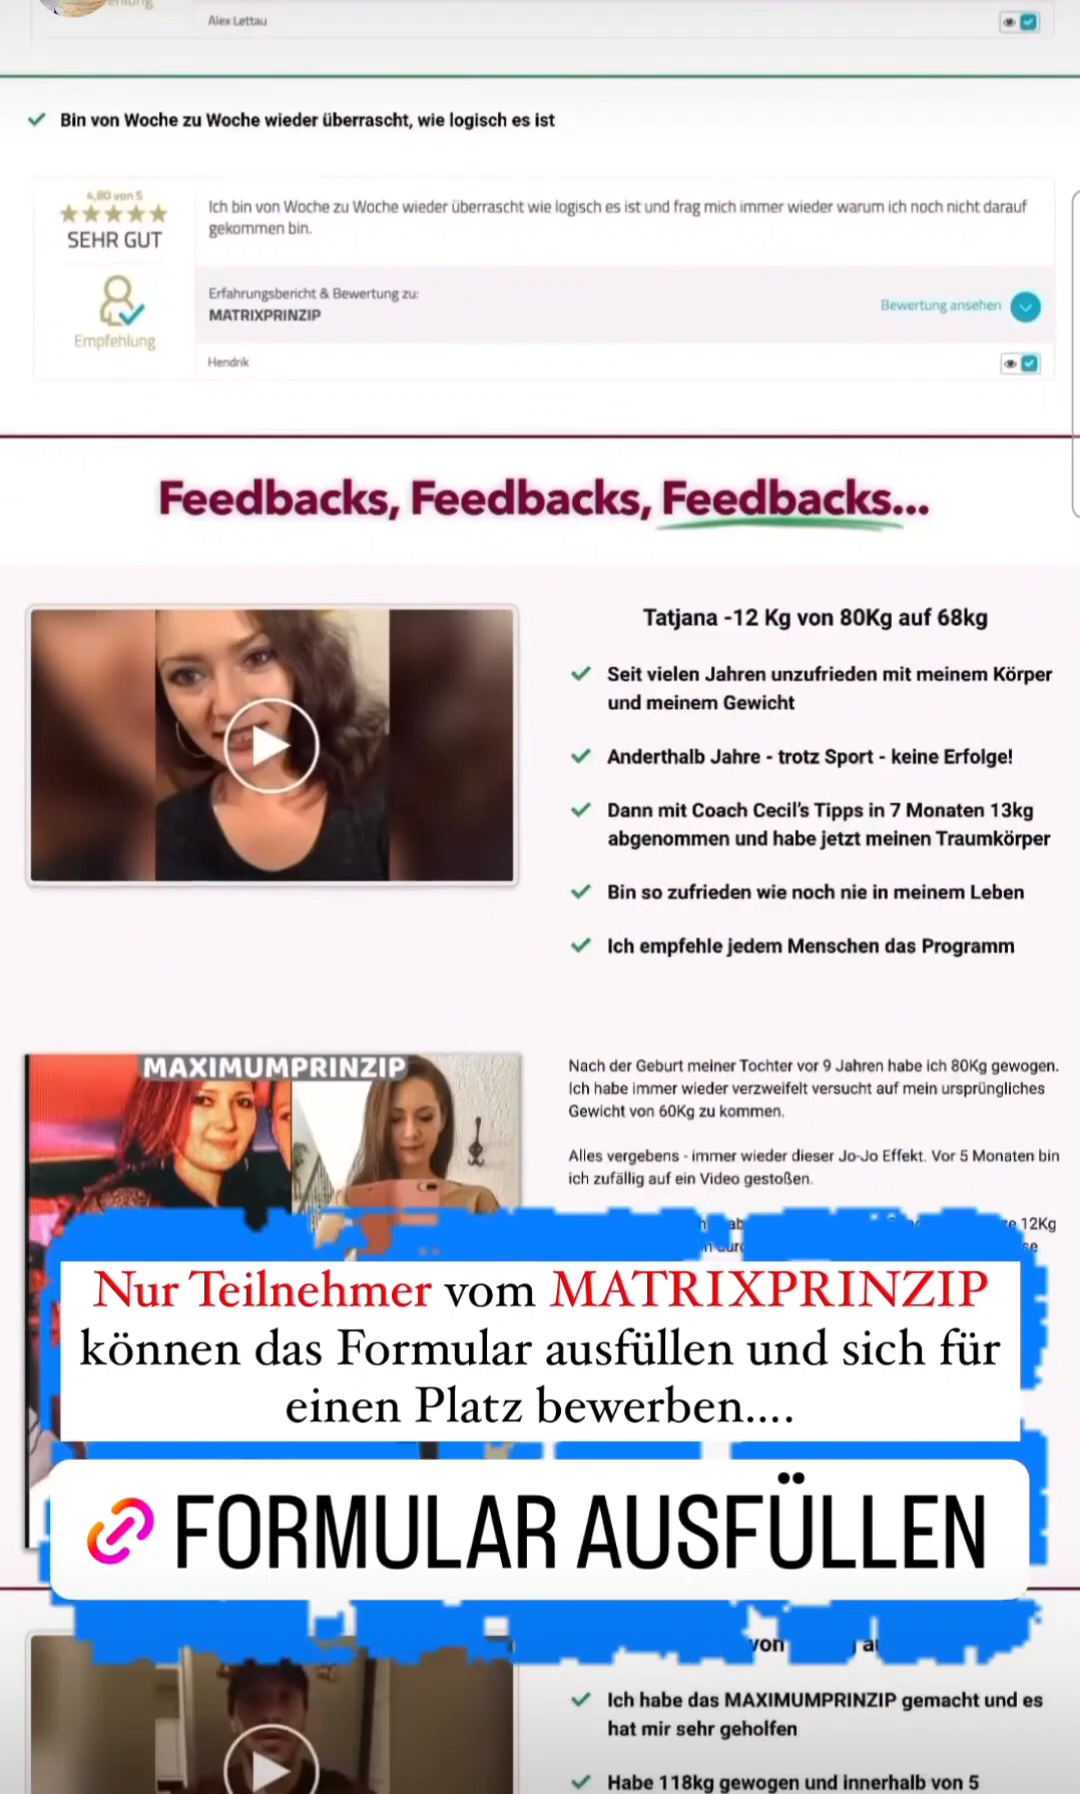 Alex Lettau
Bin von Woche zu Woche wieder überrascht, wie logisch es ist
4,80 von 5
SEHR GUT
Empfehlung
Ich bin von Woche zu Woche wieder überrascht wie logisch es ist und frag mich immer wieder warum ich noch nicht darauf
gekommen bin.
Erfahrungsbericht & Bewertung zu:
MATRIXPRINZIP
Bewertung ansehen
Hendrik
Feedbacks, Feedbacks, Feedbacks...
Tatjana -12 Kg von 80Kg auf 68kg
Seit vielen Jahren unzufrieden mit meinem Körper
und meinem Gewicht
Anderthalb Jahre - trotz Sport - keine Erfolge!
Dann mit Coach Cecil's Tipps in 7 Monaten 13kg
abgenommen und habe jetzt meinen Traumkörper
Bin so zufrieden wie noch nie in meinem Leben
Ich empfehle jedem Menschen das Programm
MAXIMUMPRINZIP
Nach der Geburt meiner Tochter vor 9 Jahren habe ich 80Kg gewogen.
Ich habe immer wieder verzweifelt versucht auf mein ursprüngliches
Gewicht von 60Kg zu kommen.
Alles vergebens - immer wieder dieser Jo-Jo Effekt. Vor 5 Monaten bin
ich zufällig auf ein Video gestoßen.
12Kg
Nur Teilnehmer vom MATRIXPRINZIP
können das Formular ausfüllen und sich für
einen Platz bewerben....
FORMULAR AUSFÜLLEN
von
Ich habe das MAXIMUMPRINZIP gemacht und es
hat mir sehr geholfen
Habe 118kg gewogen und innerhalb von 5